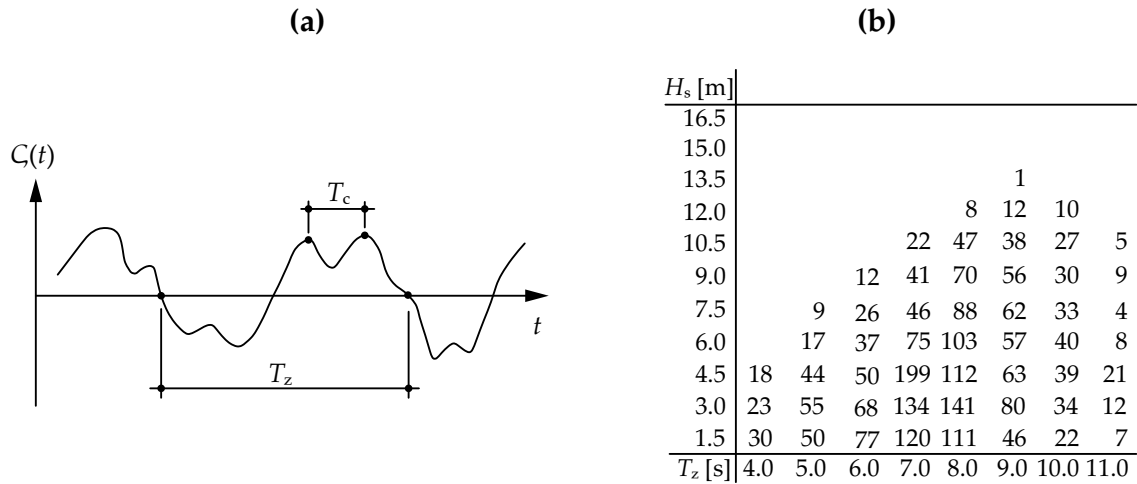 (a)
ζ(t)
T_c
T_z
t
(b)
H_s [m]
16.5
15.0
13.5 1
12.0 8 12 10
10.5 22 47 38 27 5
9.0 12 41 70 56 30 9
7.5 9 26 46 88 62 33 4
6.0 17 37 75 103 57 40 8
4.5 18 44 50 199 112 63 39 21
3.0 23 55 68 134 141 80 34 12
1.5 30 50 77 120 111 46 22 7
T_z [s] 4.0 5.0 6.0 7.0 8.0 9.0 10.0 11.0